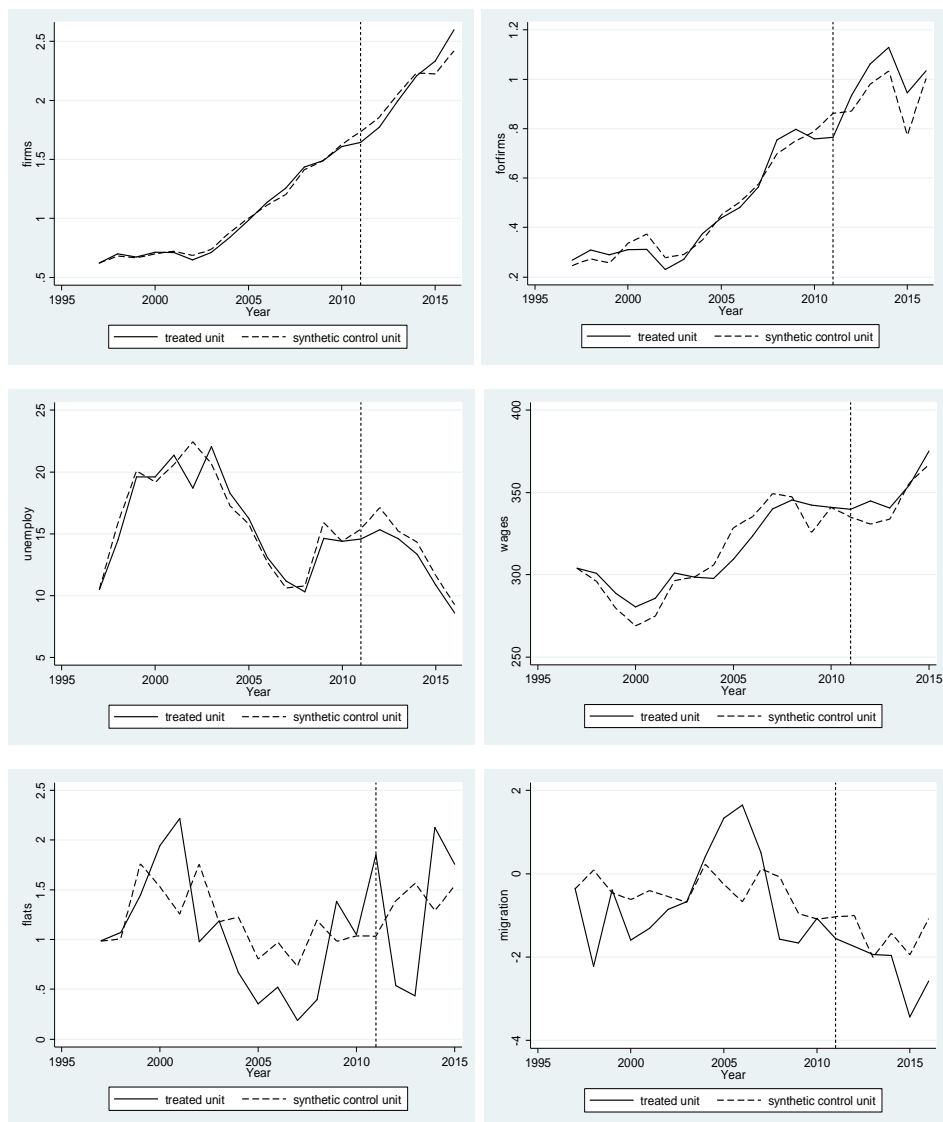 firms
2.5
2
1.5
1
.5
1995 2000 2005 2010 2015
Year
treated unit synthetic control unit
forfirms
1.2
1
.8
.6
.4
.2
1995 2000 2005 2010 2015
Year
treated unit synthetic control unit
unemploy
25
20
15
10
5
1995 2000 2005 2010 2015
Year
treated unit synthetic control unit
wages
400
350
300
250
1995 2000 2005 2010 2015
Year
treated unit synthetic control unit
flats
2.5
2
1.5
1
.5
0
1995 2000 2005 2010 2015
Year
treated unit synthetic control unit
migration
2
0
-2
-4
1995 2000 2005 2010 2015
Year
treated unit synthetic control unit